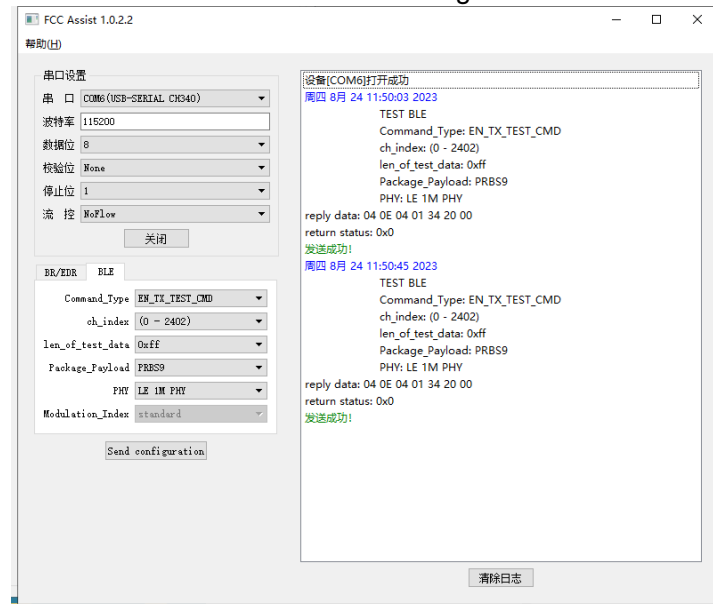 FCC Assist 1.0.2.2
帮助(H)
串口设置
串 口 COM6(USB-SERIAL CH340)
波特率 115200
数据位 8
校验位 None
停止位 1
流 控 NoFlow
关闭
BR/EDR BLE
Command_Type EN_TX_TEST_CMD
ch_index (0 - 2402)
len_of_test_data 0xff
Package_Payload PRBS9
PHY LE 1M PHY
Modulation_Index standard
Send configuration
设备[COM6]打开成功
周四 8月 24 11:50:03 2023
TEST BLE
Command_Type: EN_TX_TEST_CMD
ch_index: (0 - 2402)
len_of_test_data: 0xff
Package_Payload: PRBS9
PHY: LE 1M PHY
reply data: 04 0E 04 01 34 20 00
return status: 0x0
发送成功!
周四 8月 24 11:50:45 2023
TEST BLE
Command_Type: EN_TX_TEST_CMD
ch_index: (0 - 2402)
len_of_test_data: 0xff
Package_Payload: PRBS9
PHY: LE 1M PHY
reply data: 04 0E 04 01 34 20 00
return status: 0x0
发送成功!
清除日志